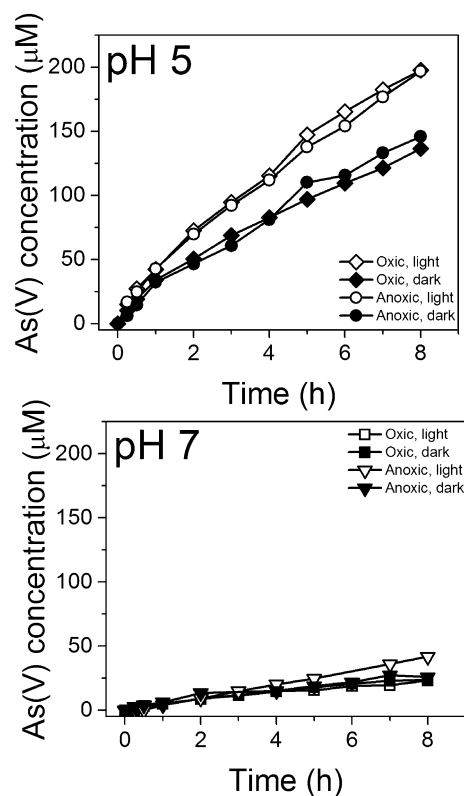 pH 5
As(V) concentration (µM)
200
150
100
50
0
Oxic, light
Oxic, dark
Anoxic, light
Anoxic, dark
0 2 4 6 8
Time (h)
pH 7
As(V) concentration (µM)
200
150
100
50
0
Oxic, light
Oxic, dark
Anoxic, light
Anoxic, dark
0 2 4 6 8
Time (h)